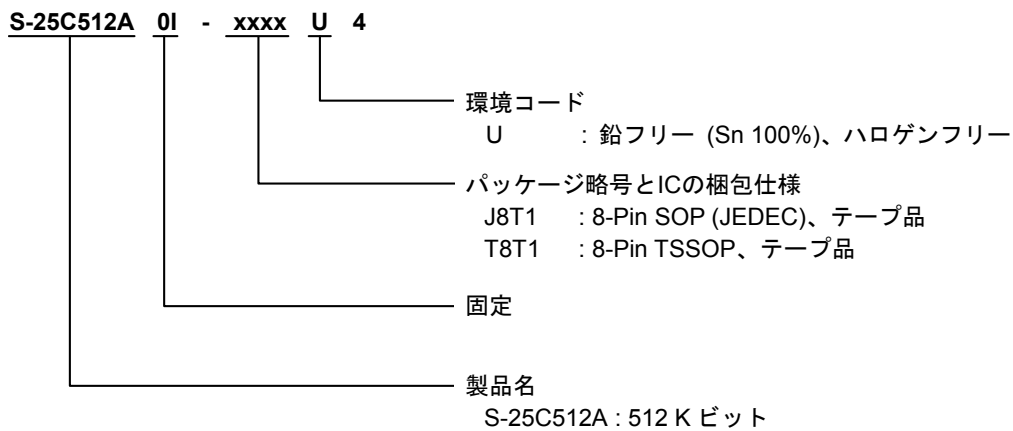 S-25C512A 0I - xxxx U 4
環境コード
U : 鉛フリー (Sn 100%)、ハロゲンフリー
パッケージ略号とICの梱包仕様
J8T1 : 8-Pin SOP (JEDEC)、テープ品
T8T1 : 8-Pin TSSOP、テープ品
固定
製品名
S-25C512A : 512 K ビット